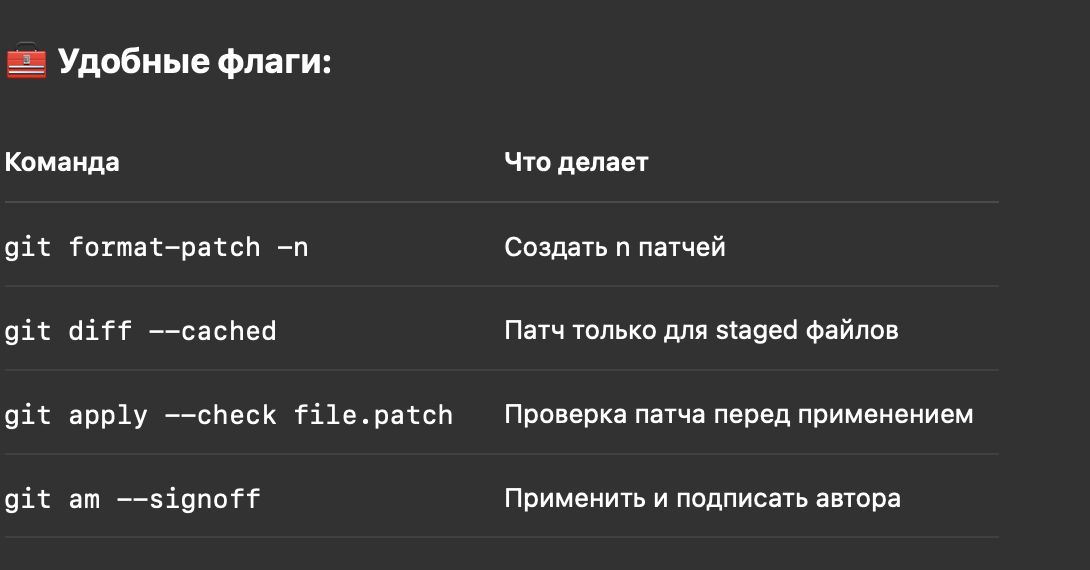 🧰 Удобные флаги:
Команда Что делает
git format-patch -n Создать n патчей
git diff --cached Патч только для staged файлов
git apply --check file.patch Проверка патча перед применением
git am --signoff Применить и подписать автора